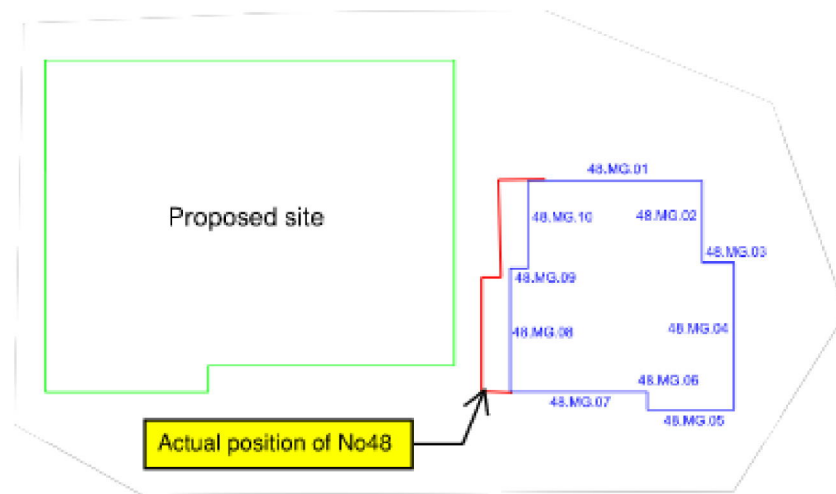 48.MG.01
Proposed site
48.MG.10
48.MG.02
48.MG.03
48.MG.09
48.MG.08
48.MG.04
48.MG.06
48.MG.07
48.MG.05
Actual position of No48